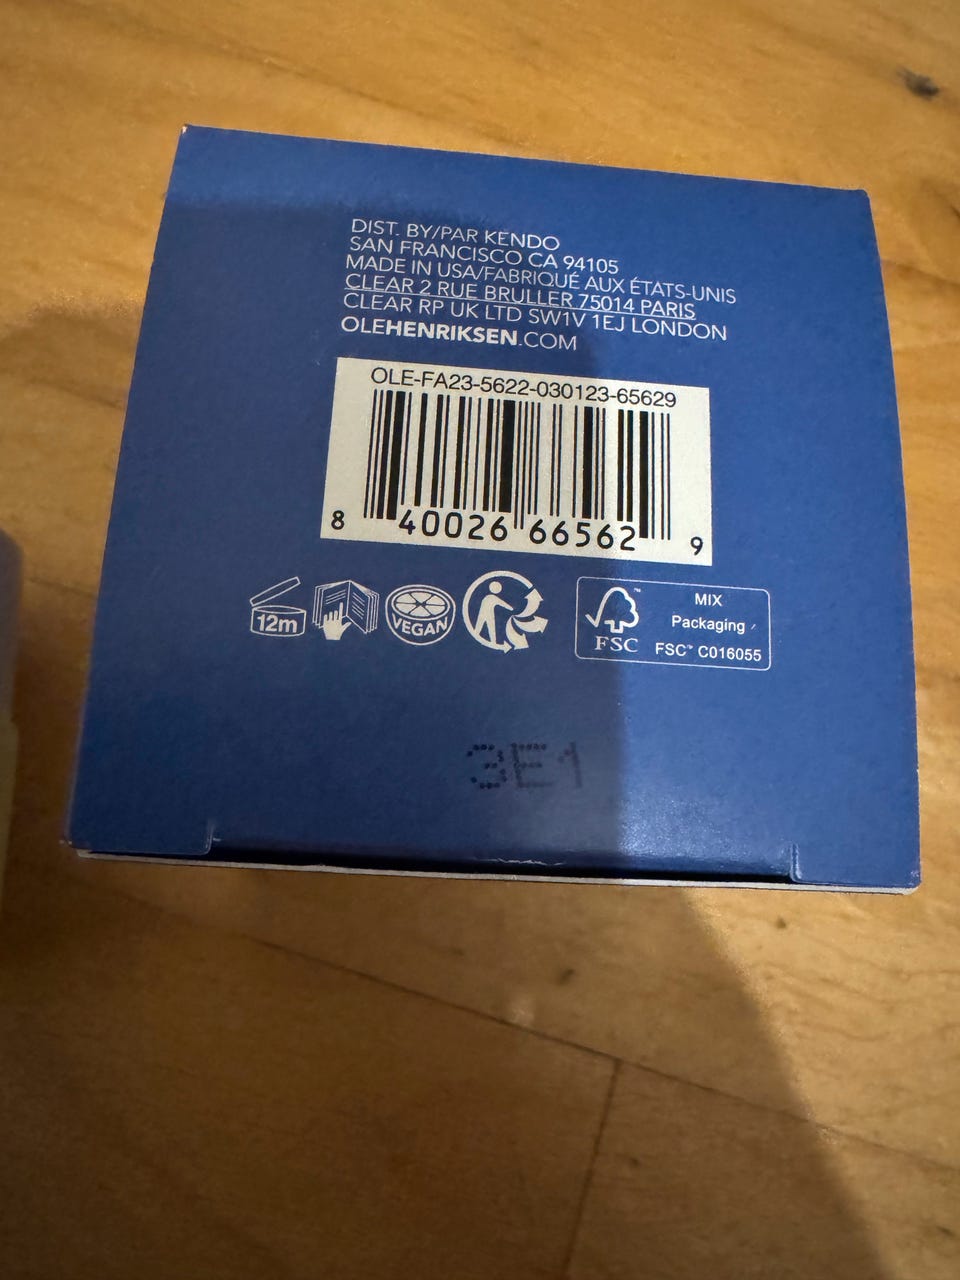 DIST. BY/PAR KENDO
SAN FRANCISCO CA 94105
MADE IN USA/FABRIQUÉ AUX ÉTATS-UNIS
CLEAR 2 RUE BRULLER 75014 PARIS
CLEAR RP UK LTD SW1V 1EJ LONDON
OLEHENRIKSEN.COM
OLE-FA23-5622-030123-65629
8 40026 66562 9
12m
VEGAN
FSC™
MIX
Packaging
FSC™ C016055
3E1